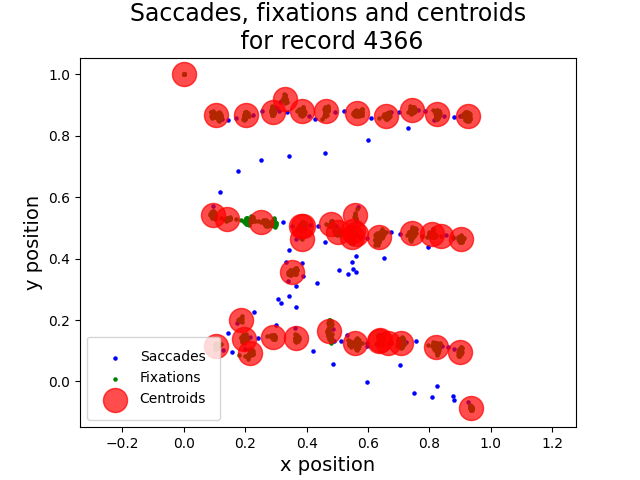 Saccades, fixations and centroids
for record 4366
y position
1.0
0.8
0.6
0.4
0.2
0.0
Saccades
Fixations
Centroids
−0.2
0.0
0.2
0.4
0.6
0.8
1.0
1.2
x position